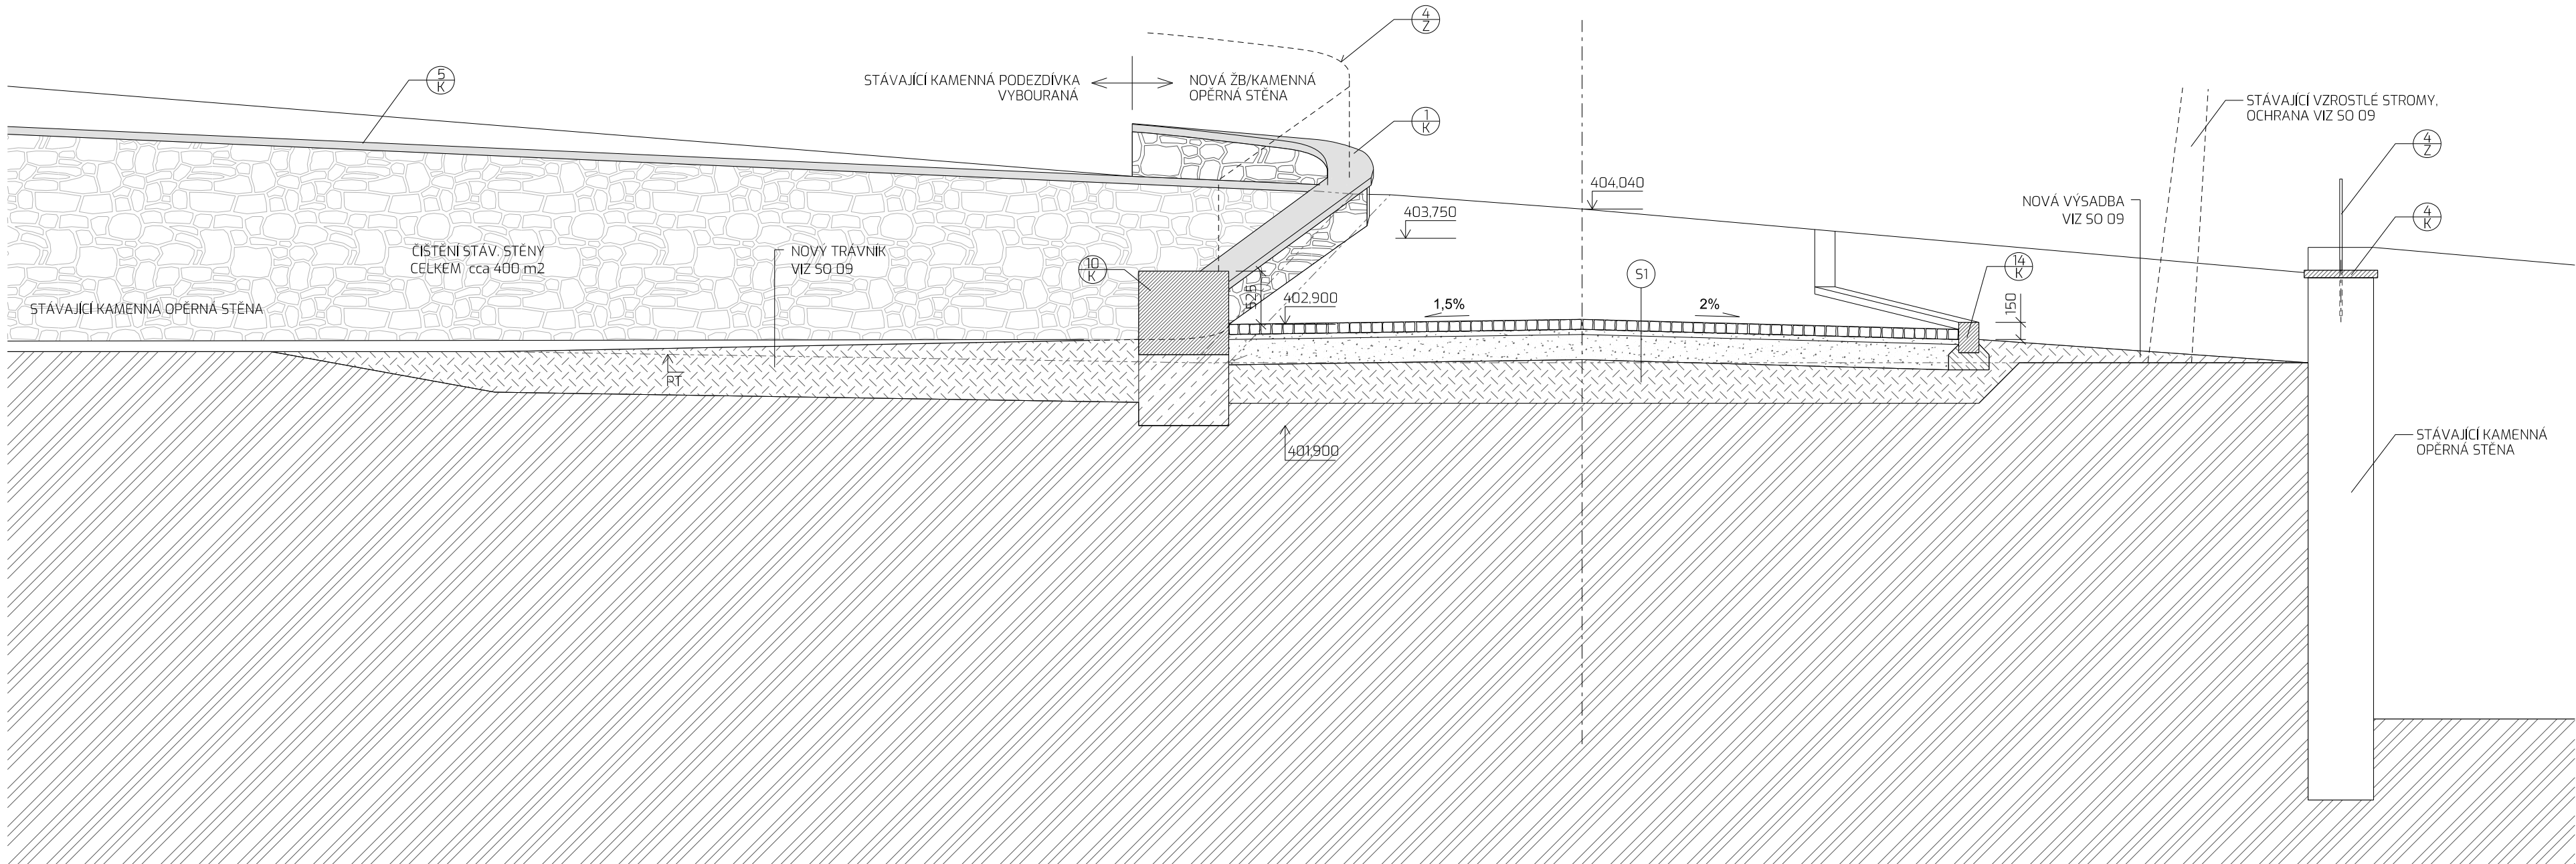 4
Z
5
K
STÁVAJÍCÍ KAMENNÁ PODEZDÍVKA
VYBOURANÁ
NOVÁ ŽB/KAMENNÁ
OPĚRNÁ STĚNA
1
K
STÁVAJÍCÍ VZROSTLÉ STROMY,
OCHRANA VIZ SO 09
4
Z
404,040
403,750
NOVÁ VÝSADBA
VIZ SO 09
4
K
ČIŠTĚNÍ STÁV. STĚNY
CELKEM cca 400 m2
NOVÝ TRÁVNÍK
VIZ SO 09
10
K
S1
14
K
525
402,900
1,5%
2%
150
STÁVAJÍCÍ KAMENNÁ OPĚRNÁ STĚNA
PT
401,900
STÁVAJÍCÍ KAMENNÁ
OPĚRNÁ STĚNA